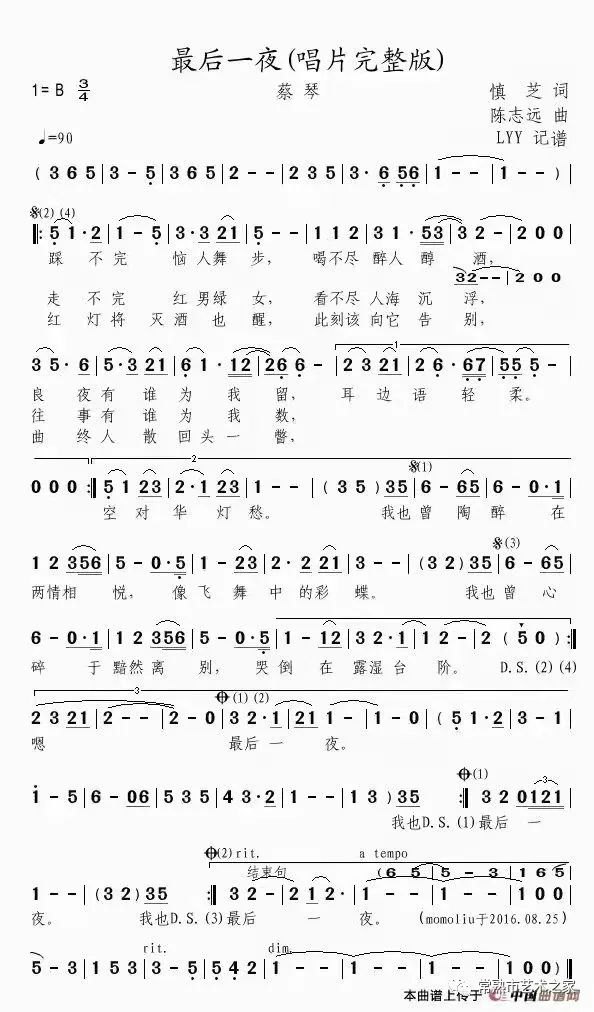 最后一夜(唱片完整版)
1=B 3/4 蔡琴 慎芝 词
陈志远 曲
♩=90 LYY 记谱
( 3 6 5 | 3 - 5 | 3 6 5 | 2 - - | 2 3 5 | 3· 6 56 | 1 - - | 1 - - )
𝄋(2)(4)
‖: 5 1·2 | 1 - 5 | 3·3 21 | 5 - - | 1 1 2 | 3 1 53 | 3 2 - | 2 0 0
踩 不 完 恼 人 舞 步, 喝 不 尽 醉 人 醇 酒,
32 - - | 2 0 0
走 不 完 红 男 绿 女, 看 不 尽 人 海 沉 浮,
红 灯 将 灭 酒 也 醒, 此 刻 该 向 它 告 别,
1
3 5· 6 | 5·3 21 | 6·1 12 | 26 6 - | 2 3 21 | 2 6·67 | 55 5 -
良 夜 有 谁 为 我 留, 耳 边 语 轻 柔。
往 事 有 谁 为 我 数,
曲 终 人 散 回 头 一 瞥,
2 𝄋(1)
0 0 0 :‖ 5 1 23 | 2·1 23 | 1 - - | ( 3 5 ) 35 | 6 - 65 | 6 - 0·1
空 对 华 灯 愁。 我也 曾 陶 醉 在
𝄋(3)
1 2 356 | 5 - 0·5 | 1 - 23 | 2·2 21 | 3 - - | ( 3 2 ) 35 | 6 - 65
两情相 悦, 像 飞 舞 中 的彩 蝶。 我也 曾 心
6 - 0·1 | 1 2 356 | 5 - 0·5 | 1 - 12 | 3 2·1 | 1 2 - | 2 ( 5 0 ) :‖
碎 于 黯然 离 别, 哭 倒 在 露湿 台 阶。 D.S.(2)(4)
3 𝄌(1)(2)
2 3 21 | 2 - - | 2 - 0 | 3 2·1 | 21 1 - | 1 - 0 | ( 5 1·2 | 3 - 1
嗯 最后 一 夜。
𝄌(1) 3
1 - 5 | 6 - 06 | 5 3 5 | 4 3·2 | 1 - - | 1 3 ) 35 :‖ 3 2 0121
我也D.S.(1)最后 一
𝄌(2)rit. a tempo
结束句 (6 5 | 5 - 3 | 1 6 5
1 - - | ( 3 2 ) 35 :‖ 3 2 - | 2 1 2· | 1 - - | 1 - - | 1 0 0
夜。 我也D.S.(3)最后 一 夜。 (momoliu于2016.08.25)
rit. dim.
5 - 3 | 1 5 3 | 3· 5 2 | 5 4 2 | 1 - - | 1 - - | 1 - - | 1 0 0 )
常熟市艺术之家
本曲谱上传于 中国曲谱网